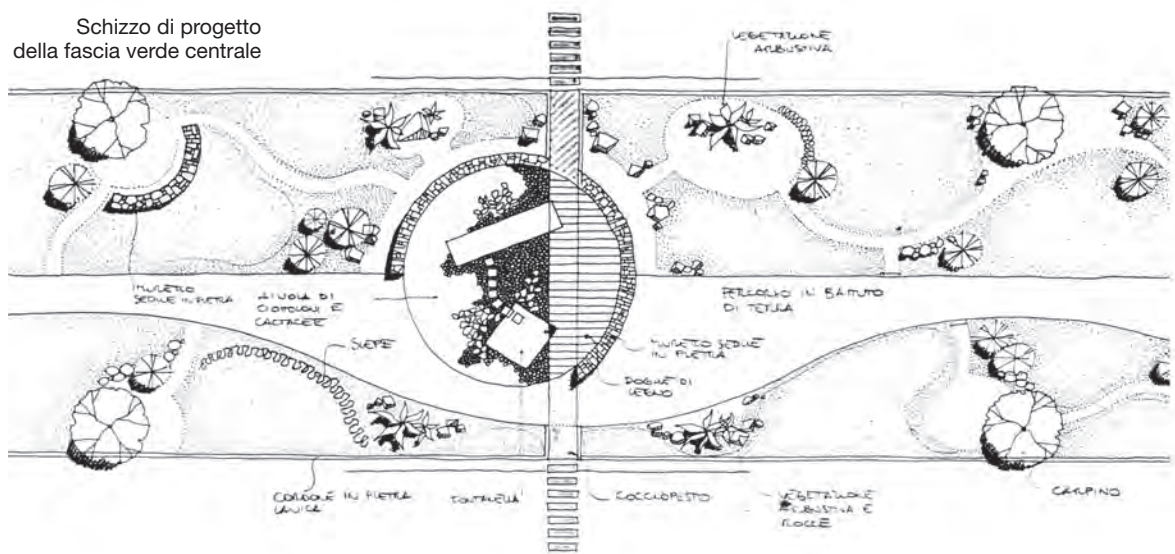 Schizzo di progetto
della fascia verde centrale
VEGETAZIONE
ARBUSTIVA
MURETTO
SEDILE IN PIETRA
AIUOLA DI
CIOTTOLONI E
CACTACEE
PERCORSO IN BATTUTO
DI TERRA
SIEPE
MURETTO SEDILE
IN PIETRA
DOGHE DI
LEGNO
CORDOLE IN PIETRA
LAVICA
FONTANELLA
COCCIOPESTO
VEGETAZIONE
ARBUSTIVA E
ROCCE
CARPINO